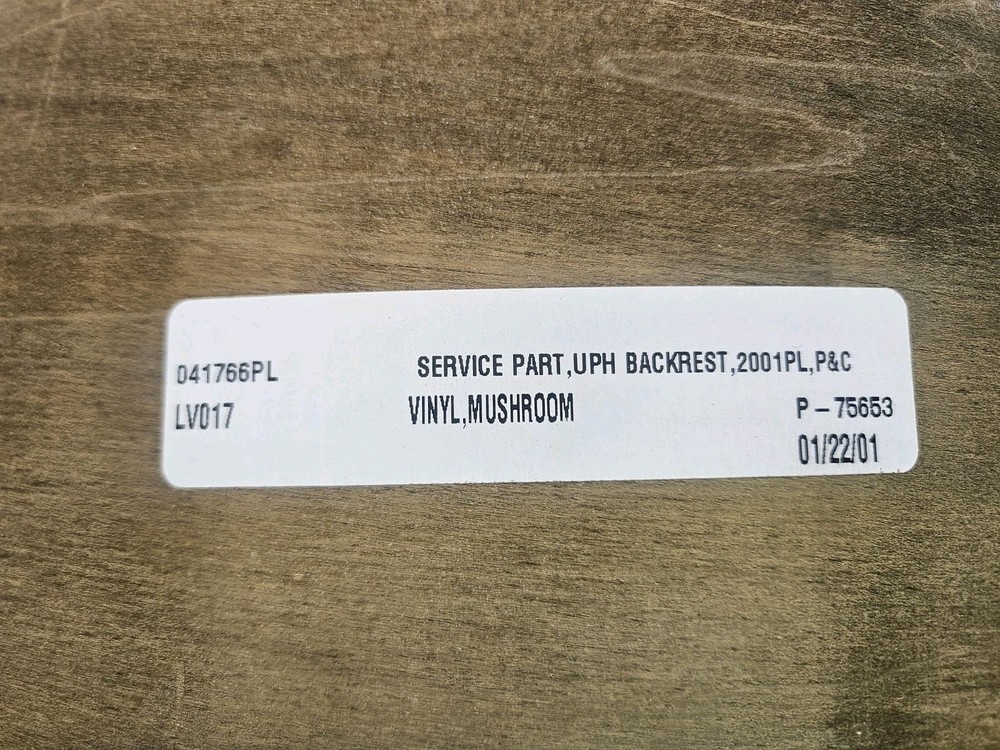 041766PL SERVICE PART,UPH BACKREST,2001PL,P&C
LV017 VINYL,MUSHROOM P – 75653
01/22/01